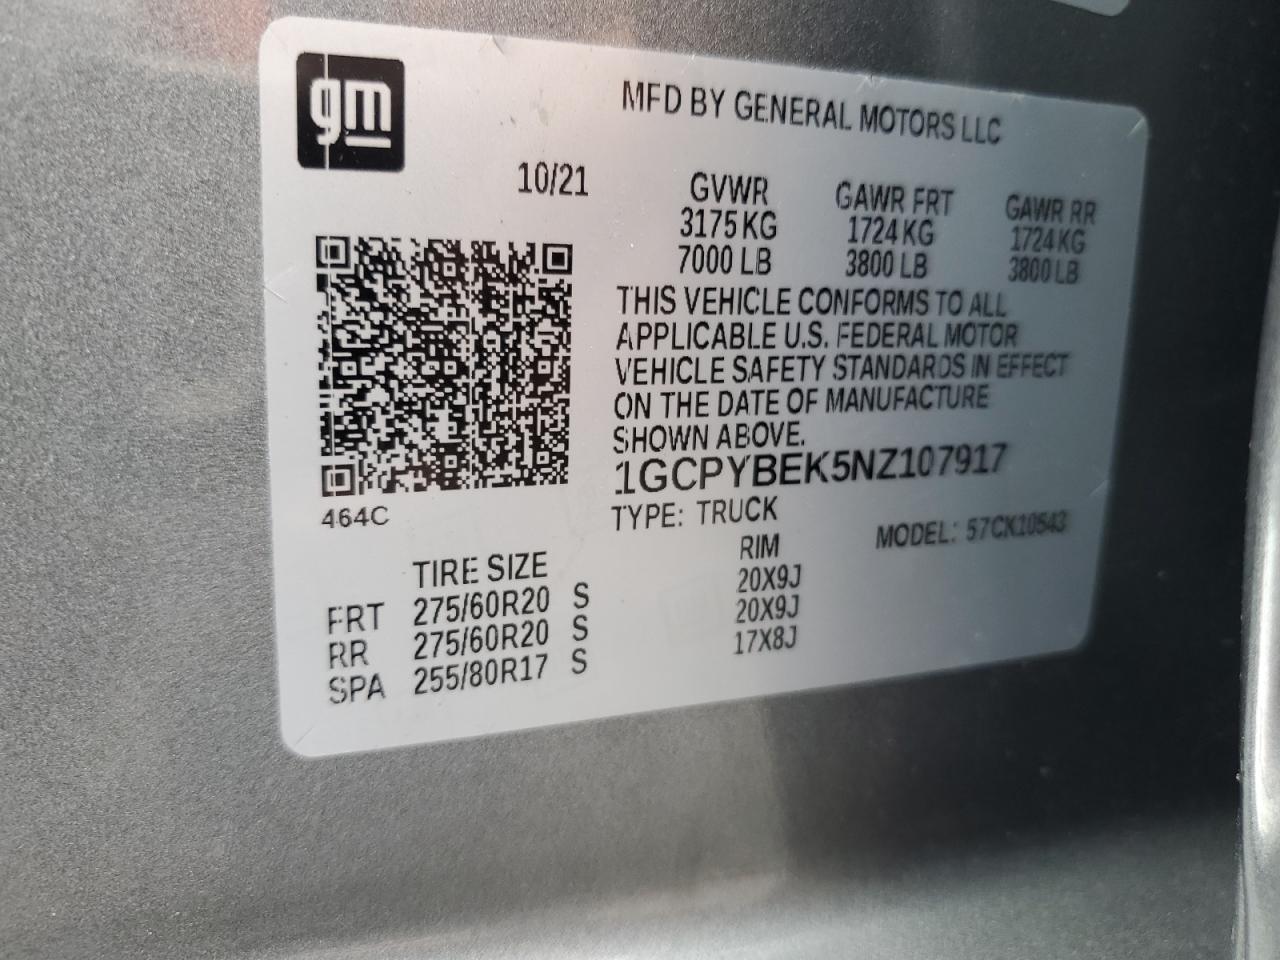 gm
MFD BY GENERAL MOTORS LLC
10/21
GVWR GAWR FRT GAWR RR
3175 KG 1724 KG 1724 KG
7000 LB 3800 LB 3800 LB
THIS VEHICLE CONFORMS TO ALL
APPLICABLE U.S. FEDERAL MOTOR
VEHICLE SAFETY STANDARDS IN EFFECT
ON THE DATE OF MANUFACTURE
SHOWN ABOVE.
1GCPYBEK5NZ107917
464C
TYPE: TRUCK MODEL: 57CK10543
TIRE SIZE RIM
FRT 275/60R20 S 20X9J
RR 275/60R20 S 20X9J
SPA 255/80R17 S 17X8J